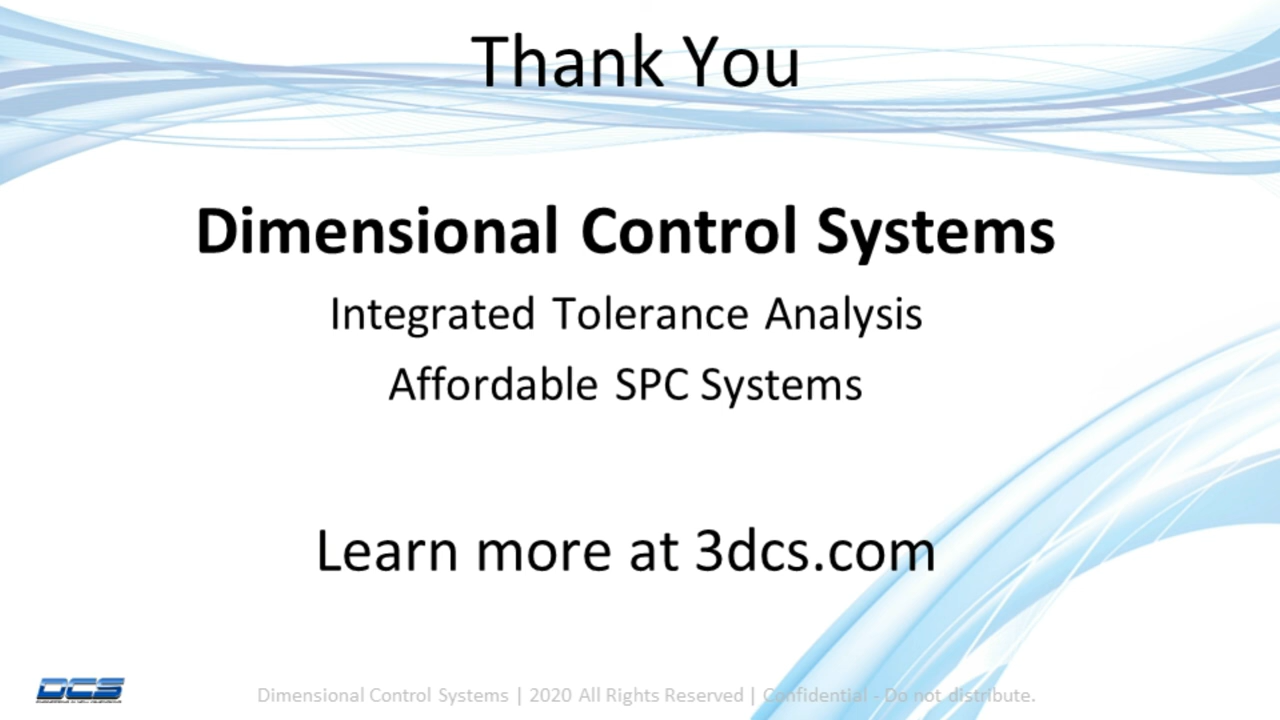 Thank You
Dimensional Control Systems
Integrated Tolerance Analysis
Affordable SPC Systems
Learn more at 3dcs.com
DCS
Dimensional Control Systems | 2020 All Rights Reserved | Confidential - Do not distribute.